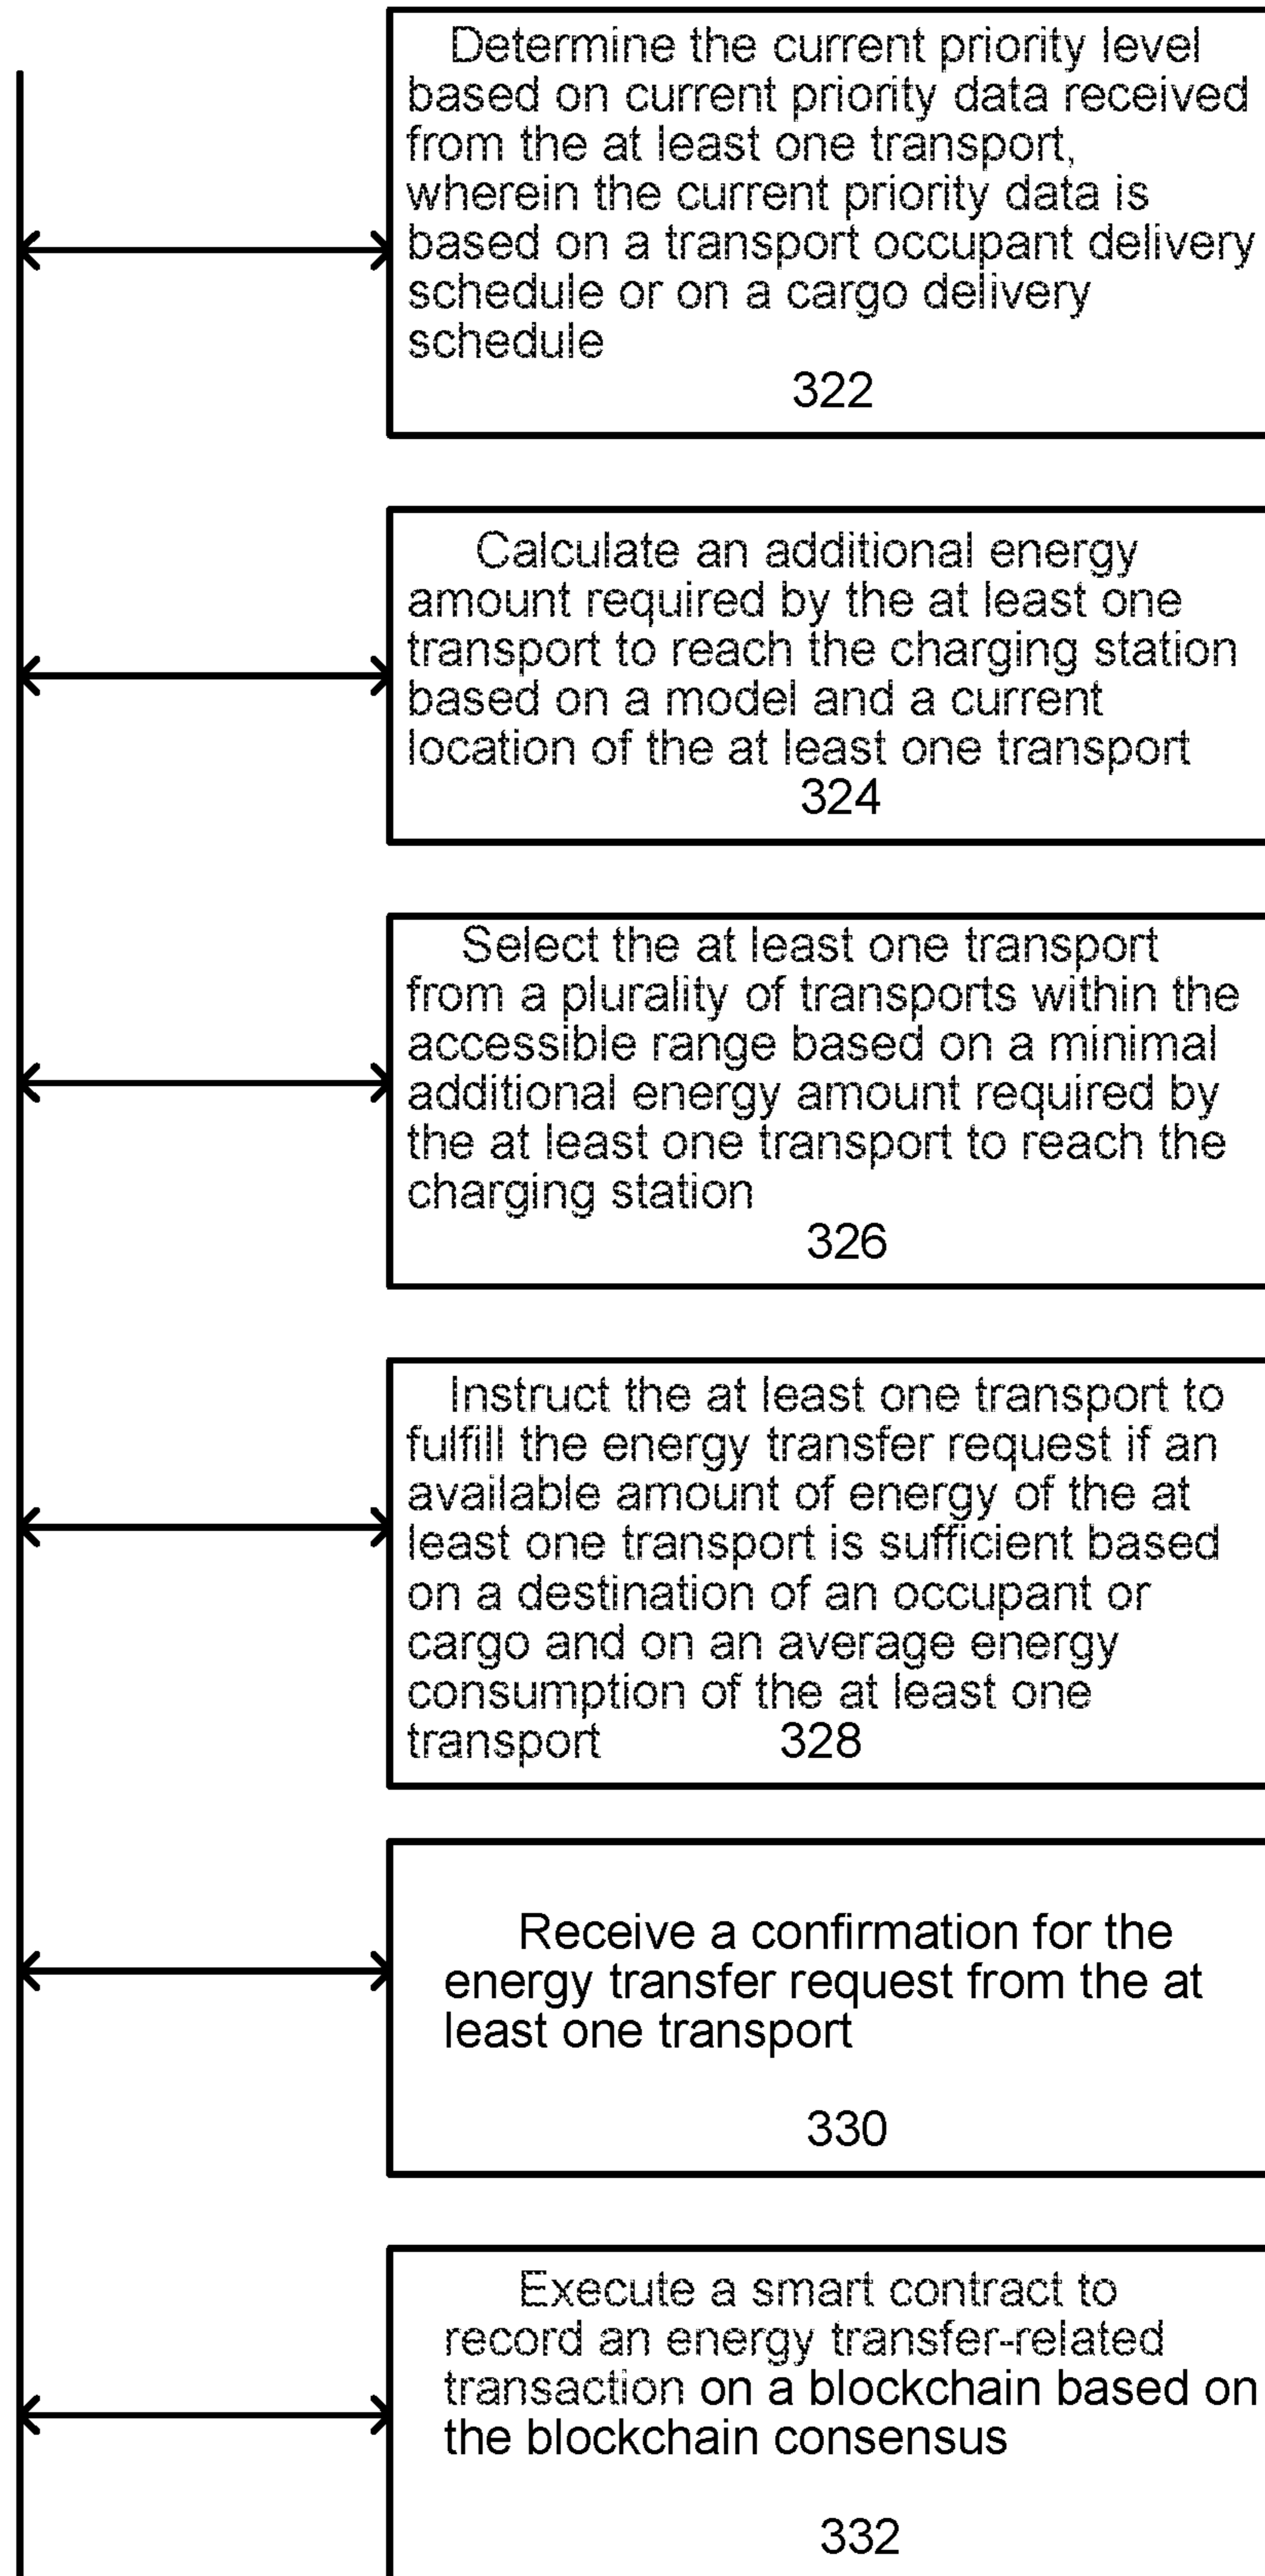 Determine the current priority level
based on current priority data received
from the at least one transport,
wherein the current priority data is
based on a transport occupant delivery
schedule or on a cargo delivery
schedule
322
Calculate an additional energy
amount required by the at least one
transport to reach the charging station
based on a model and a current
location of the at least one transport
324
Select the at least one transport
from a plurality of transports within the
accessible range based on a minimal
additional energy amount required by
the at least one transport to reach the
charging station
326
Instruct the at least one transport to
fulfill the energy transfer request if an
available amount of energy of the at
least one transport is sufficient based
on a destination of an occupant or
cargo and on an average energy
consumption of the at least one
transport 328
Receive a confirmation for the
energy transfer request from the at
least one transport
330
Execute a smart contract to
record an energy transfer-related
transaction on a blockchain based on
the blockchain consensus
332